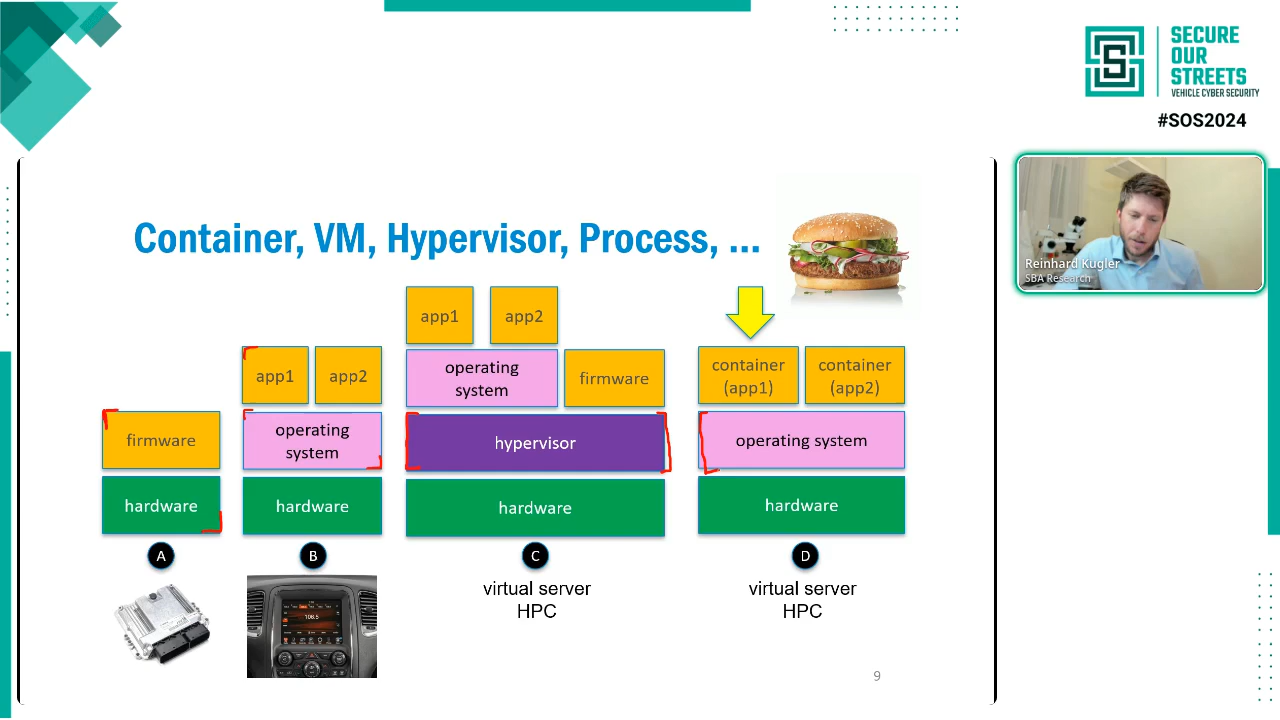 SECURE
OUR
STREETS
VEHICLE CYBER SECURITY
#SOS2024
Reinhard Kugler
SBA Research
Container, VM, Hypervisor, Process, ...
firmware
hardware
A
app1
app2
operating
system
hardware
B
app1
app2
operating
system
firmware
hypervisor
hardware
C
virtual server
HPC
container
(app1)
container
(app2)
operating system
hardware
D
virtual server
HPC
106.5
9